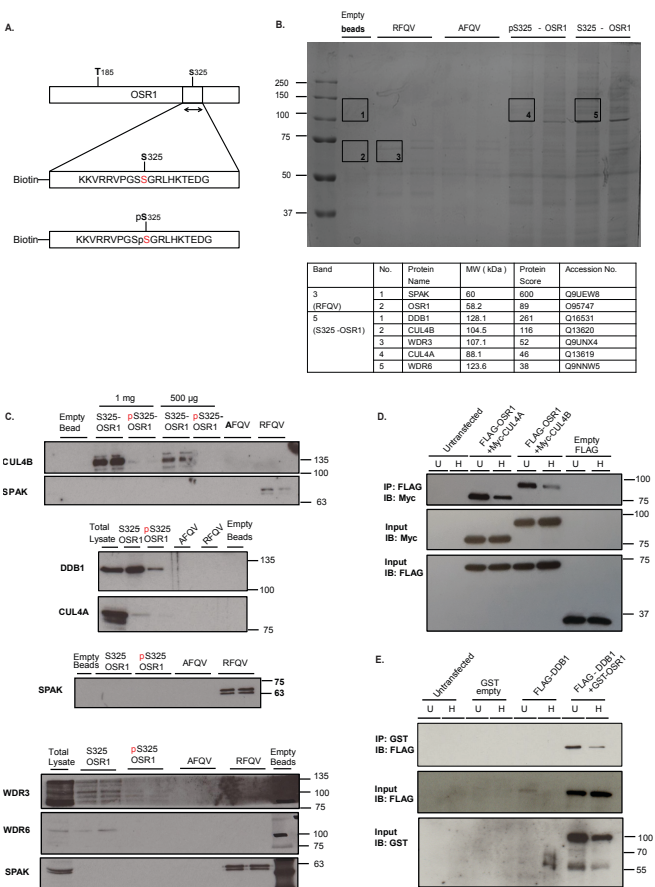 A.
T185
S325
OSR1
S325
Biotin KKVRRVPGSSGRLHKTEDG
pS325
Biotin KKVRRVPGSpSGRLHKTEDG
B.
Empty beads RFQV AFQV pS325 - OSR1 S325 - OSR1
250
150
100
75
50
37
1
2
3
4
5
Band No. Protein Name MW ( kDa ) Protein Score Accession No.
3 (RFQV) 1 SPAK 60 600 Q9UEW8
2 OSR1 58.2 89 O95747
5 (S325 -OSR1) 1 DDB1 128.1 261 Q16531
2 CUL4B 104.5 116 Q13620
3 WDR3 107.1 52 Q9UNX4
4 CUL4A 88.1 46 Q13619
5 WDR6 123.6 38 Q9NNW5
C.
1 mg 500 µg
Empty Bead S325- OSR1 pS325- OSR1 S325- OSR1 pS325- OSR1 AFQV RFQV
CUL4B 135
100
SPAK 63
Total Lysate S325 OSR1 pS325 OSR1 AFQV RFQV Empty Beads
DDB1 135
100
CUL4A
75
Empty Beads S325 OSR1 pS325 OSR1 AFQV RFQV
SPAK 75
63
Total Lysate S325 OSR1 pS325 OSR1 AFQV RFQV Empty Beads
WDR3 135
100
75
WDR6 100
75
SPAK 63
D.
Untransfected FLAG-OSR1 +Myc-CUL4A FLAG-OSR1 +Myc-CUL4B Empty FLAG
U H U H U H U H
IP: FLAG IB: Myc 100
75
Input IB: Myc 100
75
Input IB: FLAG 75
37
E.
Untransfected GST empty FLAG-DDB1 FLAG - DDB1 +GST-OSR1
U H U H U H U H
IP: GST IB: FLAG
Input IB: FLAG
Input IB: GST 100
70
55